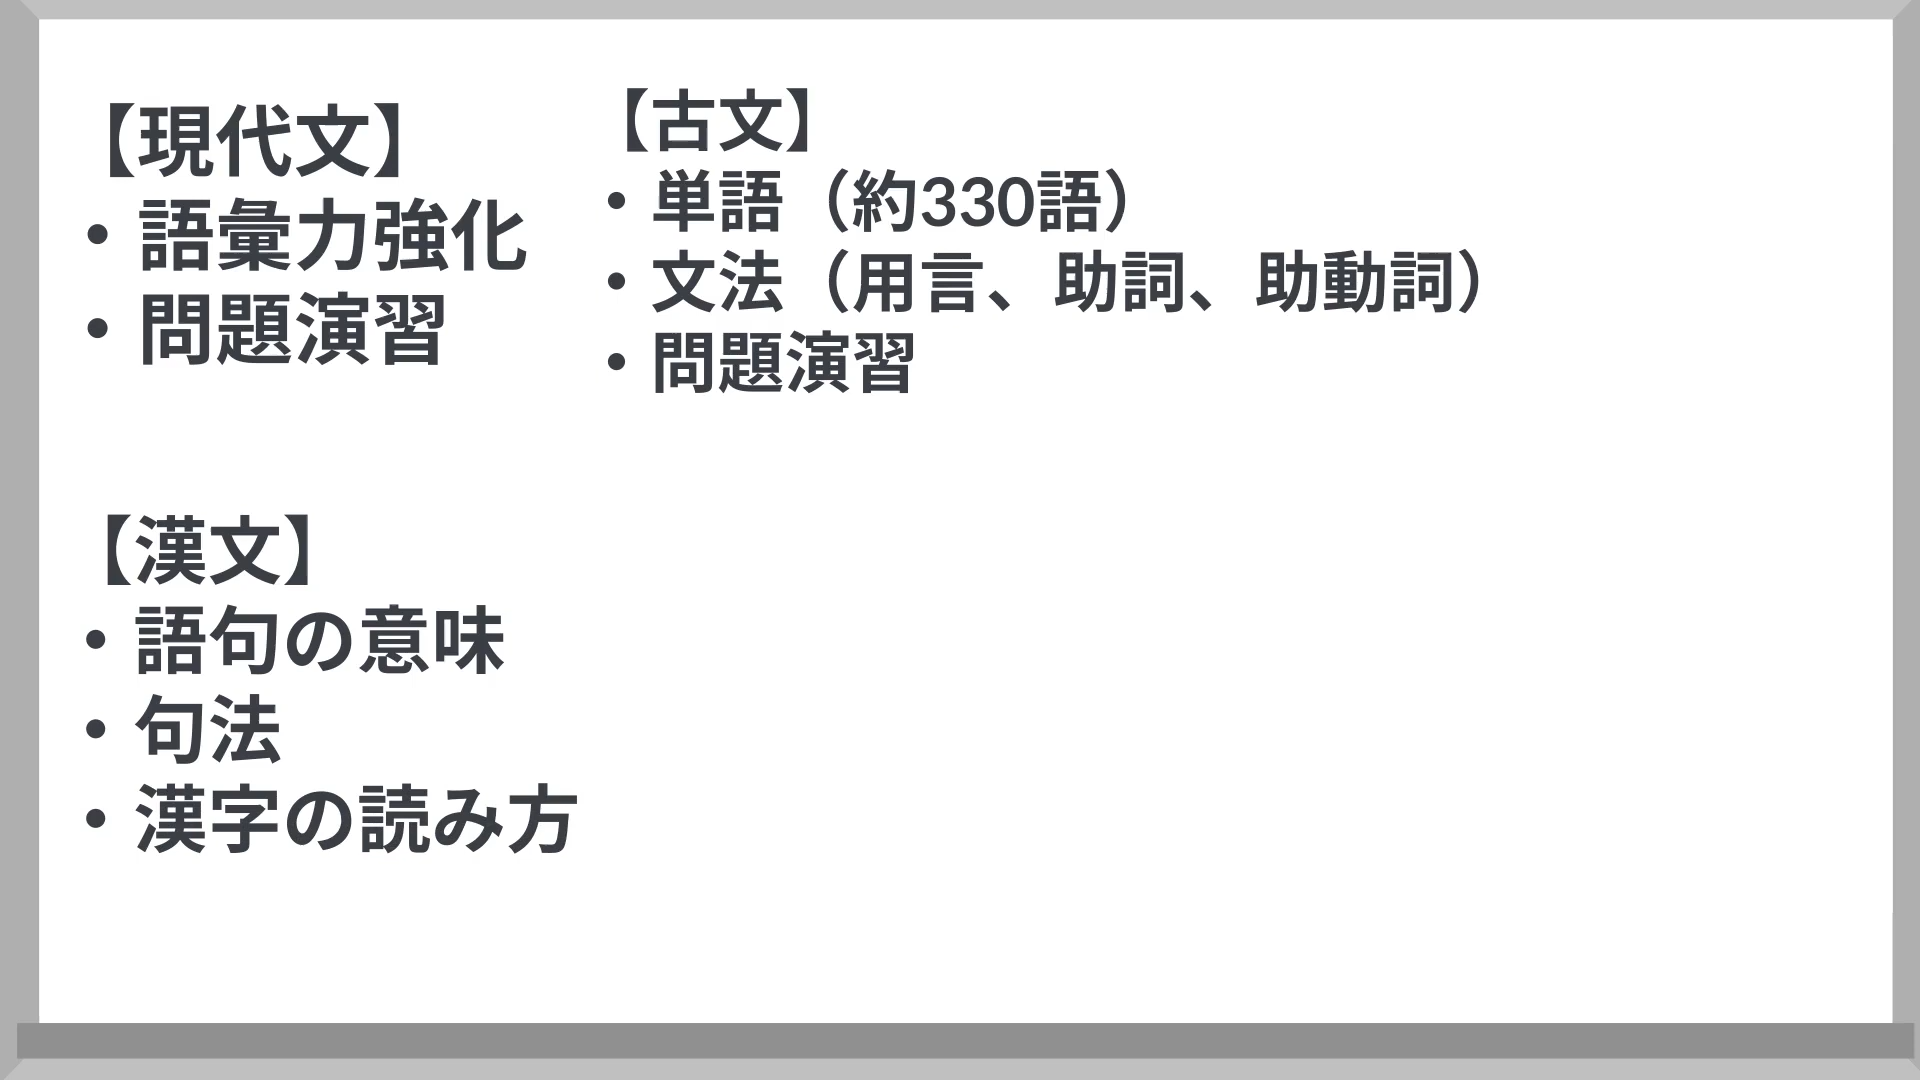 【現代文】
・語彙力強化
・問題演習
【古文】
・単語（約330語）
・文法（用言、助詞、助動詞）
・問題演習
【漢文】
・語句の意味
・句法
・漢字の読み方